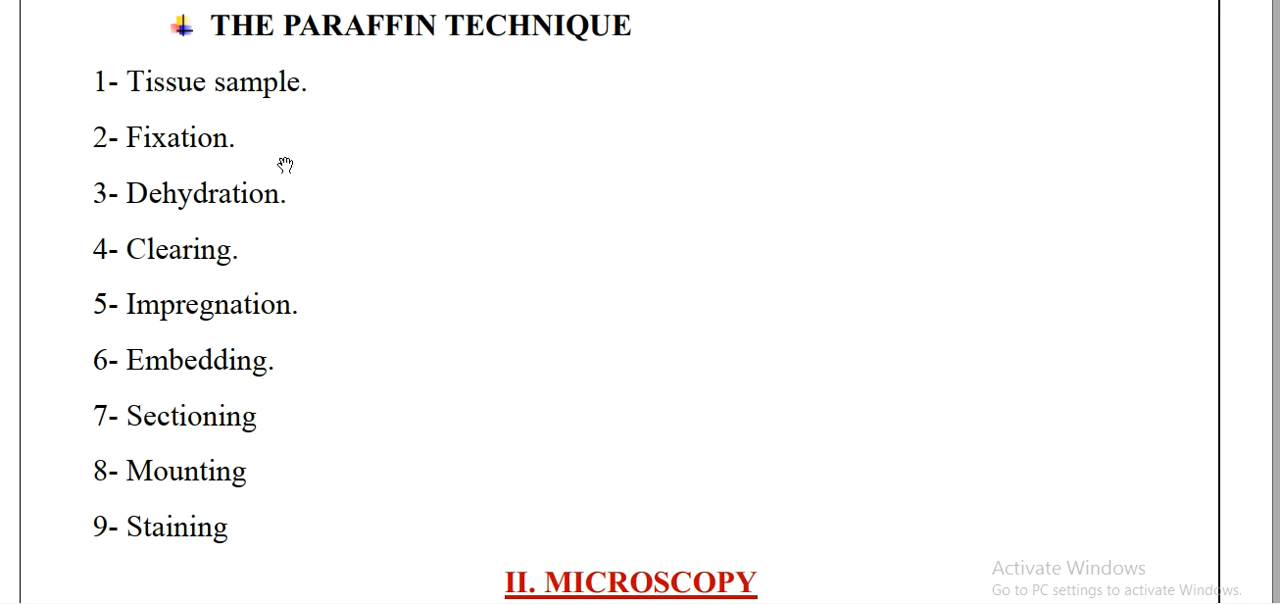 THE PARAFFIN TECHNIQUE
1- Tissue sample.
2- Fixation.
3- Dehydration.
4- Clearing.
5- Impregnation.
6- Embedding.
7- Sectioning
8- Mounting
9- Staining
II. MICROSCOPY
Activate Windows
Go to PC settings to activate Windows.